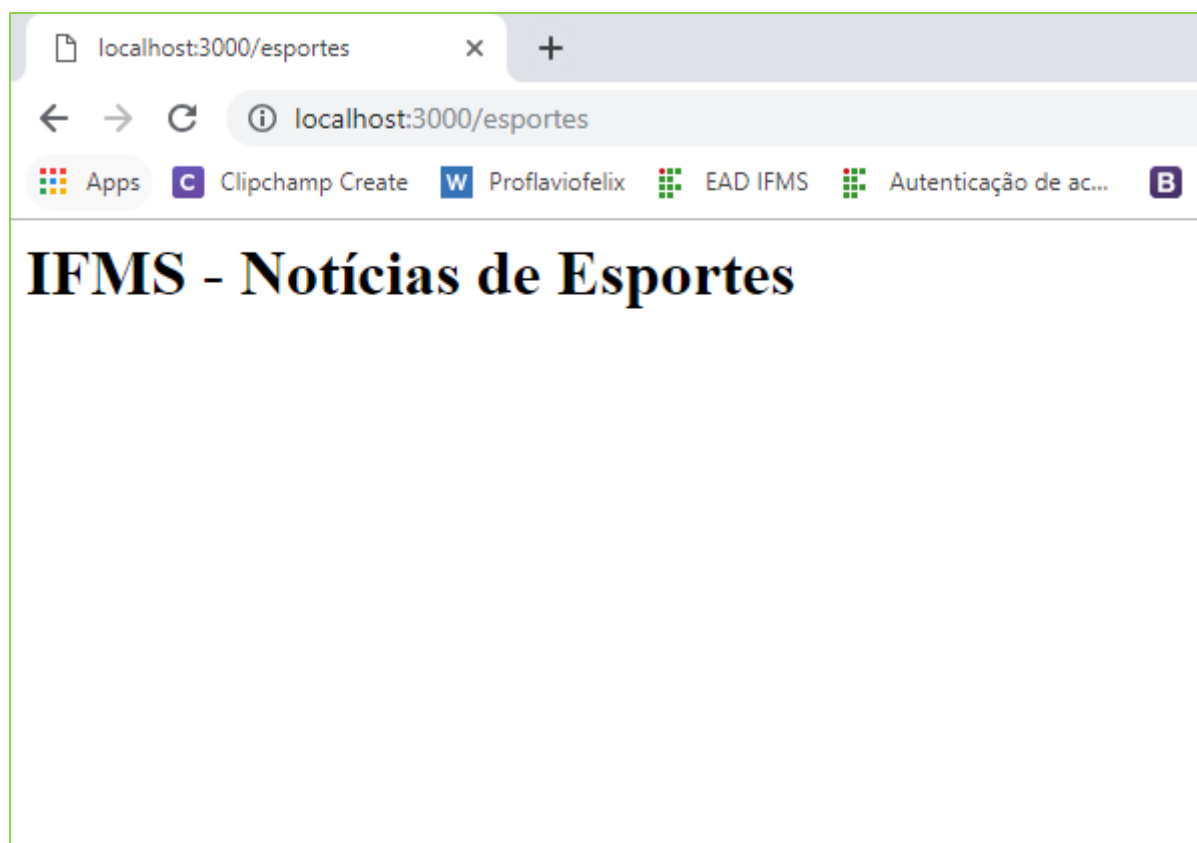 localhost:3000/esportes
localhost:3000/esportes
Apps C Clipchamp Create W Proflaviofelix EAD IFMS Autenticação de ac... B
IFMS - Notícias de Esportes